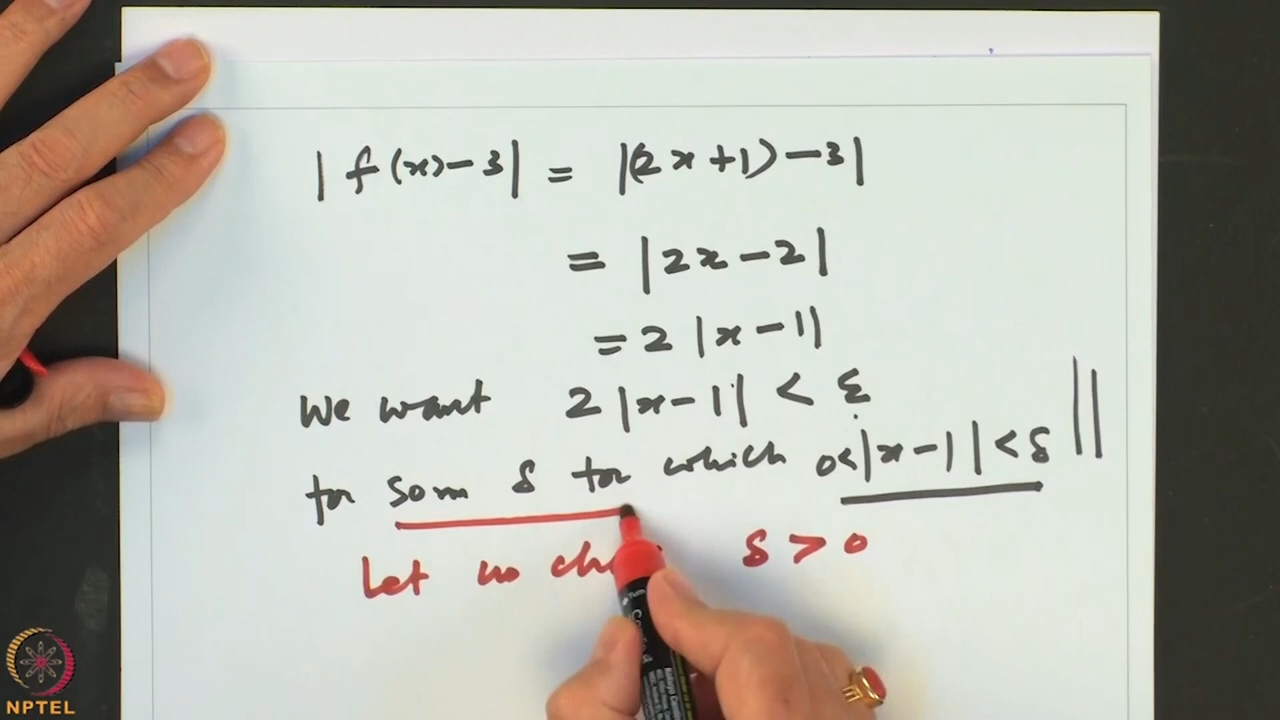 | f(x)-3| = |(2x+1)-3|
= |2x-2|
= 2 |x-1|
We want 2 |x-1| < ε
for som δ for which 0<|x-1|<δ ||
Let us δ > 0
NPTEL